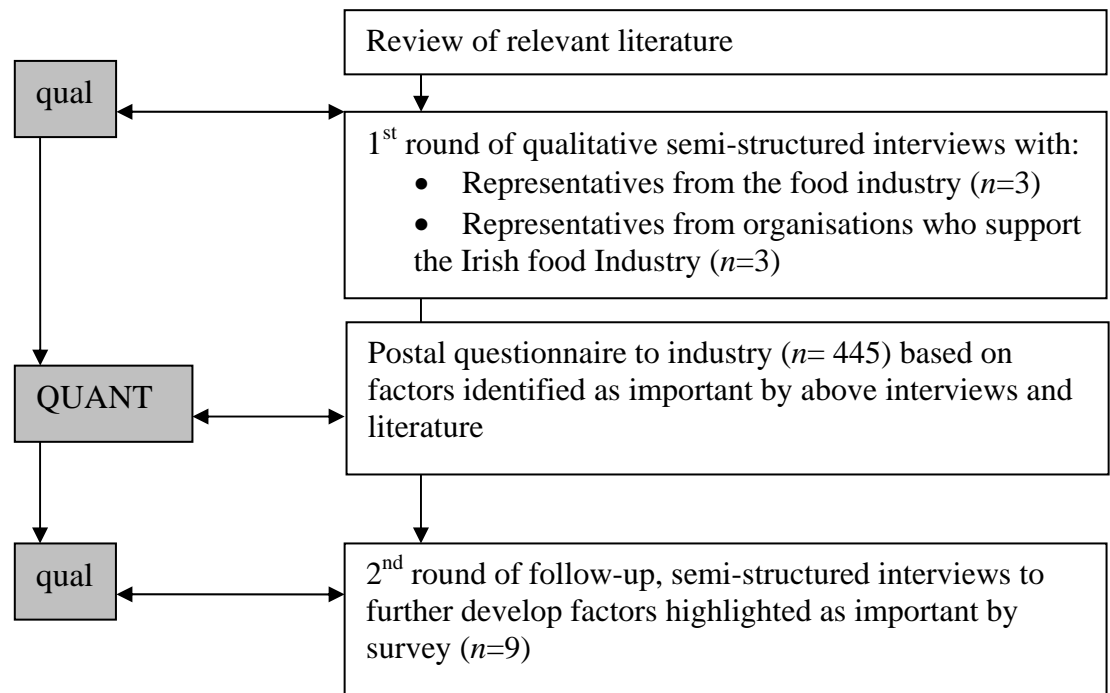 Review of relevant literature
qual
1st round of qualitative semi-structured interviews with:
• Representatives from the food industry (n=3)
• Representatives from organisations who support
the Irish food Industry (n=3)
Postal questionnaire to industry (n= 445) based on
factors identified as important by above interviews and
literature
QUANT
qual
2nd round of follow-up, semi-structured interviews to
further develop factors highlighted as important by
survey (n=9)